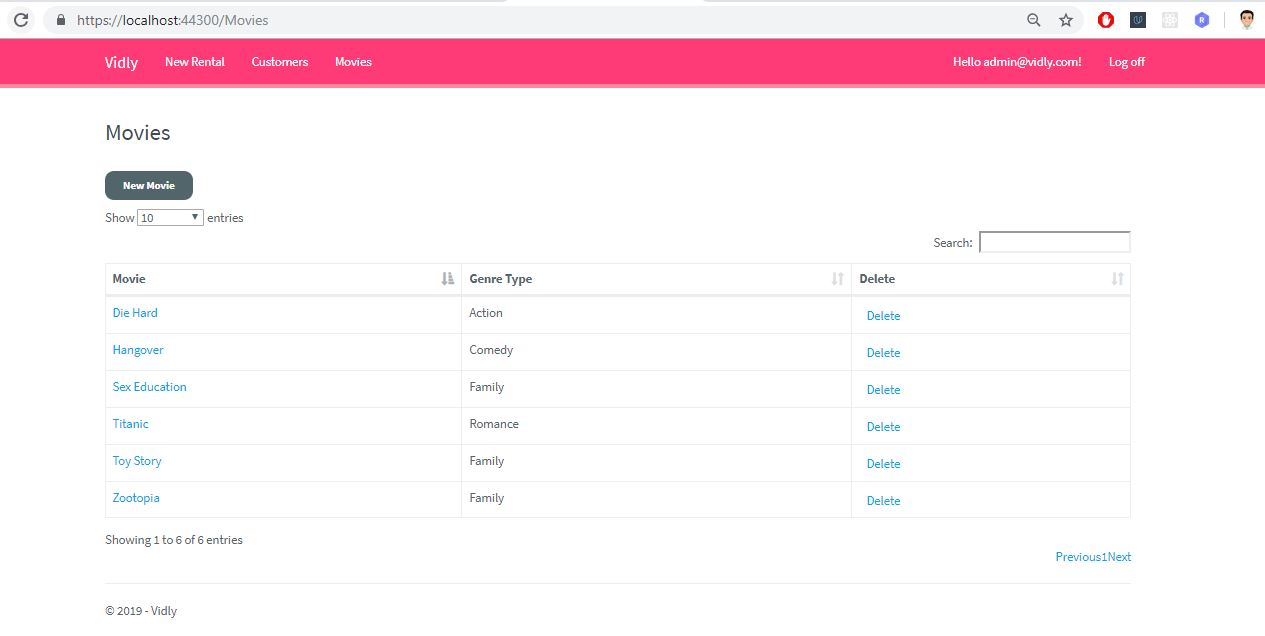 https://localhost:44300/Movies
Vidly New Rental Customers Movies Hello admin@vidly.com! Log off
Movies
New Movie
Show 10 entries
Search:
Movie Genre Type Delete
Die Hard Action Delete
Hangover Comedy Delete
Sex Education Family Delete
Titanic Romance Delete
Toy Story Family Delete
Zootopia Family Delete
Showing 1 to 6 of 6 entries
Previous1Next
© 2019 - Vidly